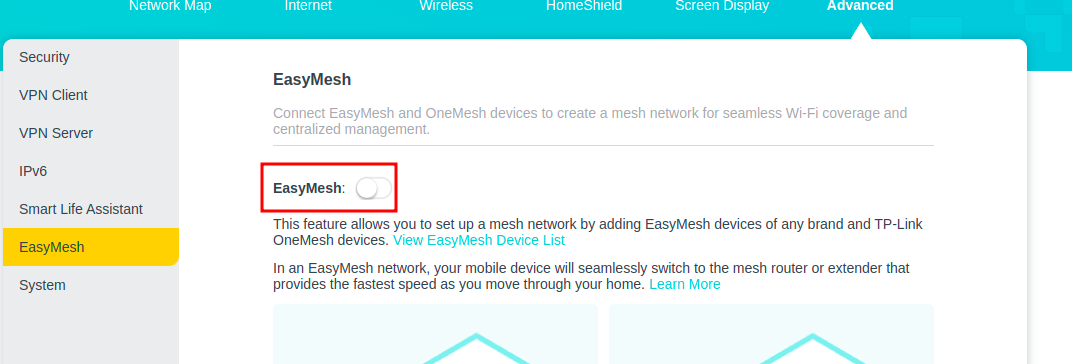 Network Map Internet Wireless HomeShield Screen Display Advanced
Security
VPN Client
VPN Server
IPv6
Smart Life Assistant
EasyMesh
System
EasyMesh
Connect EasyMesh and OneMesh devices to create a mesh network for seamless Wi-Fi coverage and
centralized management.
EasyMesh:
This feature allows you to set up a mesh network by adding EasyMesh devices of any brand and TP-Link
OneMesh devices. View EasyMesh Device List
In an EasyMesh network, your mobile device will seamlessly switch to the mesh router or extender that
provides the fastest speed as you move through your home. Learn More